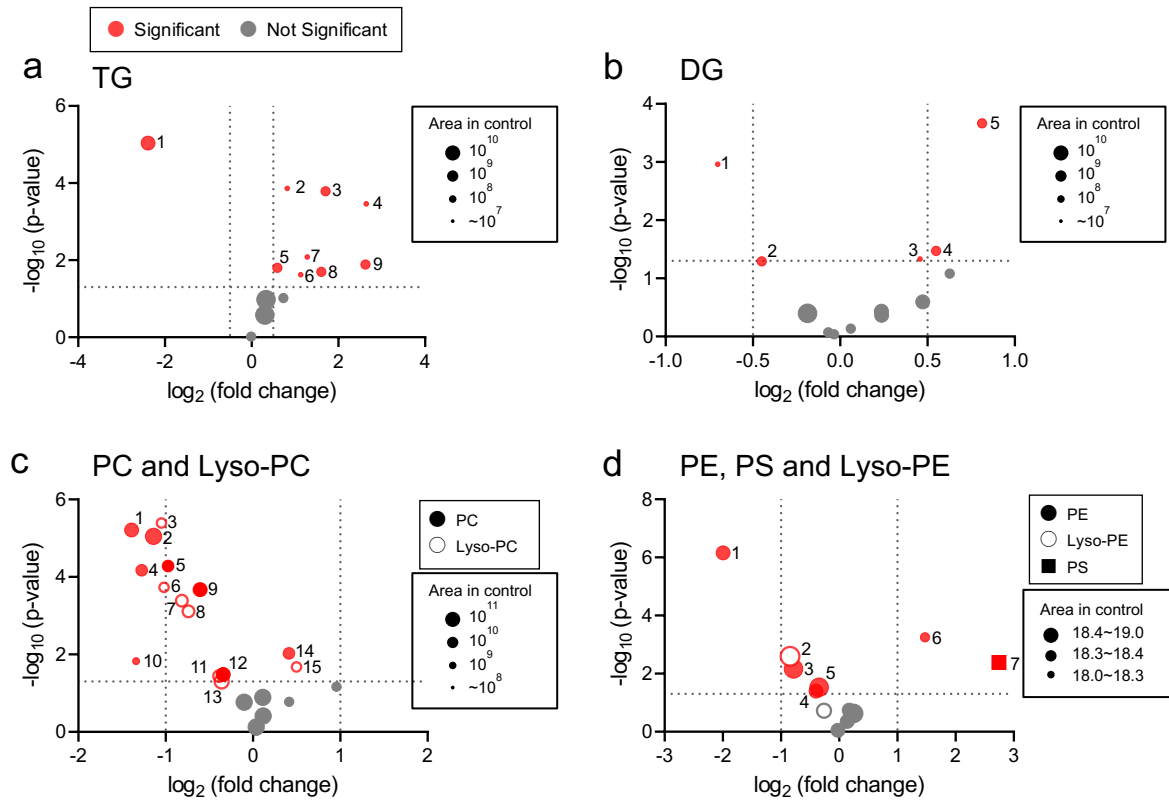 Significant Not Significant
a TG
6
4
2
0
-log10 (p-value)
-4 -2 0 2 4
log2 (fold change)
1
2
3
4
5
7
6
8
9
Area in control
10^10
10^9
10^8
~10^7
b DG
4
3
2
1
0
-log10 (p-value)
-1.0 -0.5 0.0 0.5 1.0
log2 (fold change)
1
2
3
4
5
Area in control
10^10
10^9
10^8
~10^7
c PC and Lyso-PC
6
4
2
0
-log10 (p-value)
-2 -1 0 1 2
log2 (fold change)
1
3
2
4
5
6
9
7
8
10
11
12
13
14
15
PC
Lyso-PC
Area in control
10^11
10^10
10^9
~10^8
d PE, PS and Lyso-PE
8
6
4
2
0
-log10 (p-value)
-3 -2 -1 0 1 2 3
log2 (fold change)
1
2
3
5
4
6
7
PE
Lyso-PE
PS
Area in control
18.4~19.0
18.3~18.4
18.0~18.3